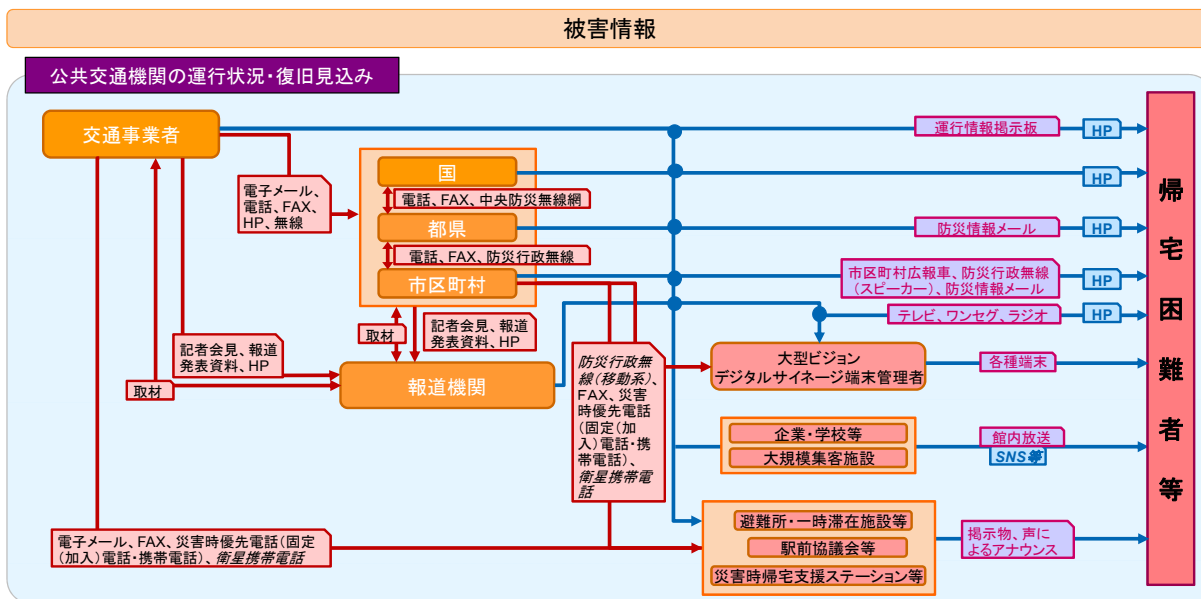 被害情報
公共交通機関の運行状況・復旧見込み
交通事業者
運行情報掲示板
HP
国
HP
電子メール、
電話、FAX、
HP、無線
電話、FAX、中央防災無線網
都県
防災情報メール
HP
電話、FAX、防災行政無線
市区町村
市区町村広報車、防災行政無線
(スピーカー)、防災情報メール
HP
テレビ、ワンセグ、ラジオ
HP
取材
記者会見、報道
発表資料、HP
記者会見、報道
発表資料、HP
取材
報道機関
防災行政無
線(移動系)、
FAX、災害
時優先電話
(固定(加
入)電話・携
帯電話)、
衛星携帯電
話
大型ビジョン
デジタルサイネージ端末管理者
各種端末
企業・学校等
大規模集客施設
館内放送
SNS等
電子メール、FAX、災害時優先電話(固定
(加入)電話・携帯電話)、衛星携帯電話
避難所・一時滞在施設等
駅前協議会等
災害時帰宅支援ステーション等
掲示物、声に
よるアナウンス
帰宅困難者等